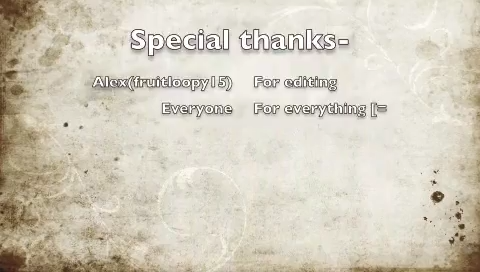 Special thanks-
Alex(fruitloopy15) For editing
Everyone For everything [=